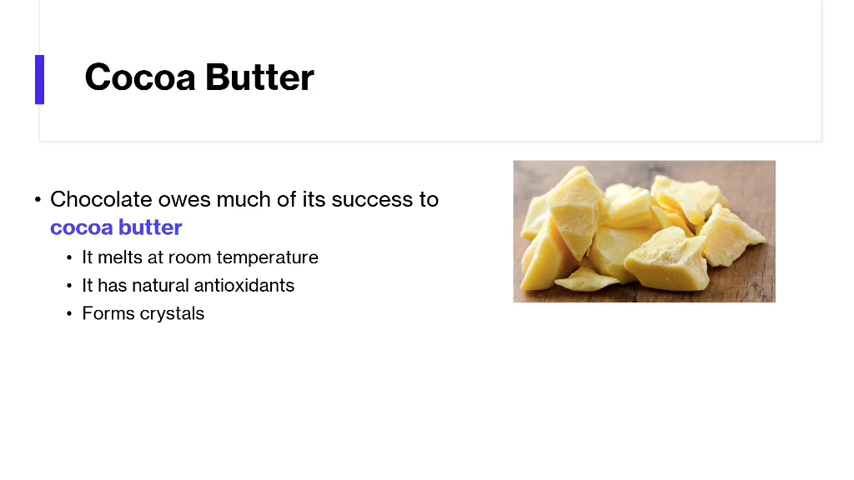 Cocoa Butter
• Chocolate owes much of its success to
cocoa butter
• It melts at room temperature
• It has natural antioxidants
• Forms crystals